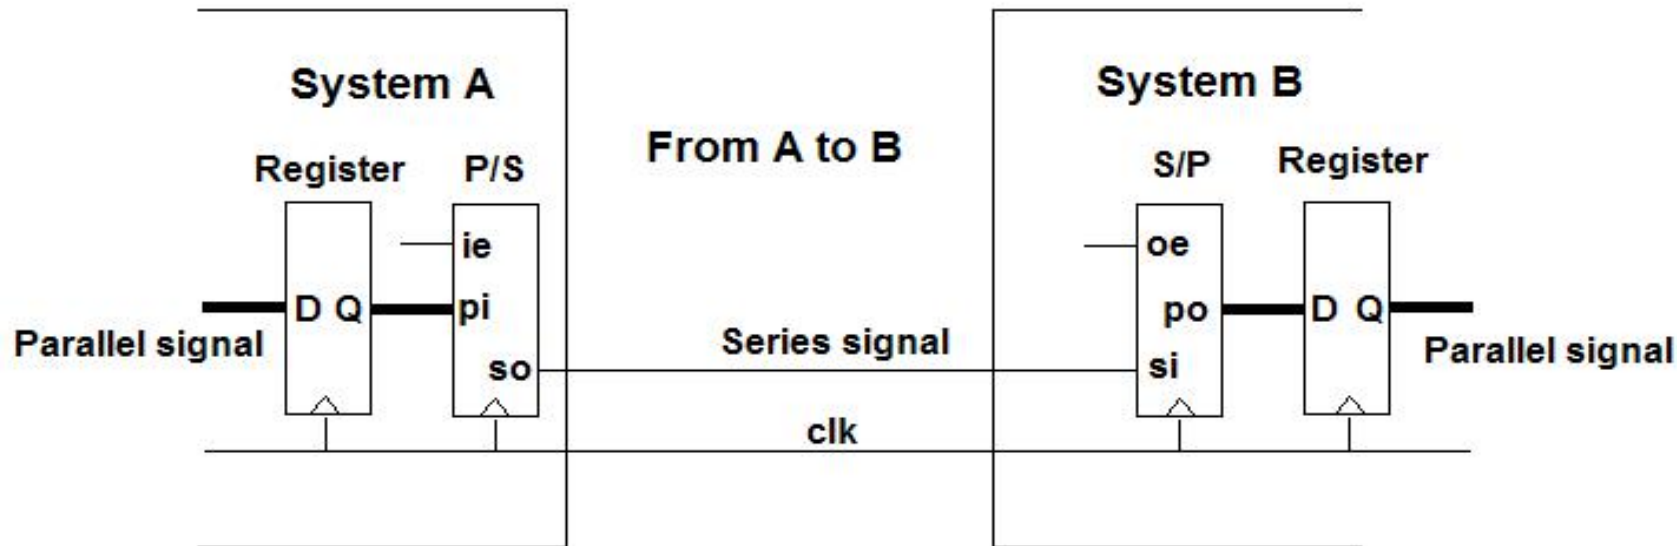 System A
System B
From A to B
Register
P/S
S/P
Register
ie
oe
D Q
pi
po
D Q
Parallel signal
so
Series signal
si
Parallel signal
clk